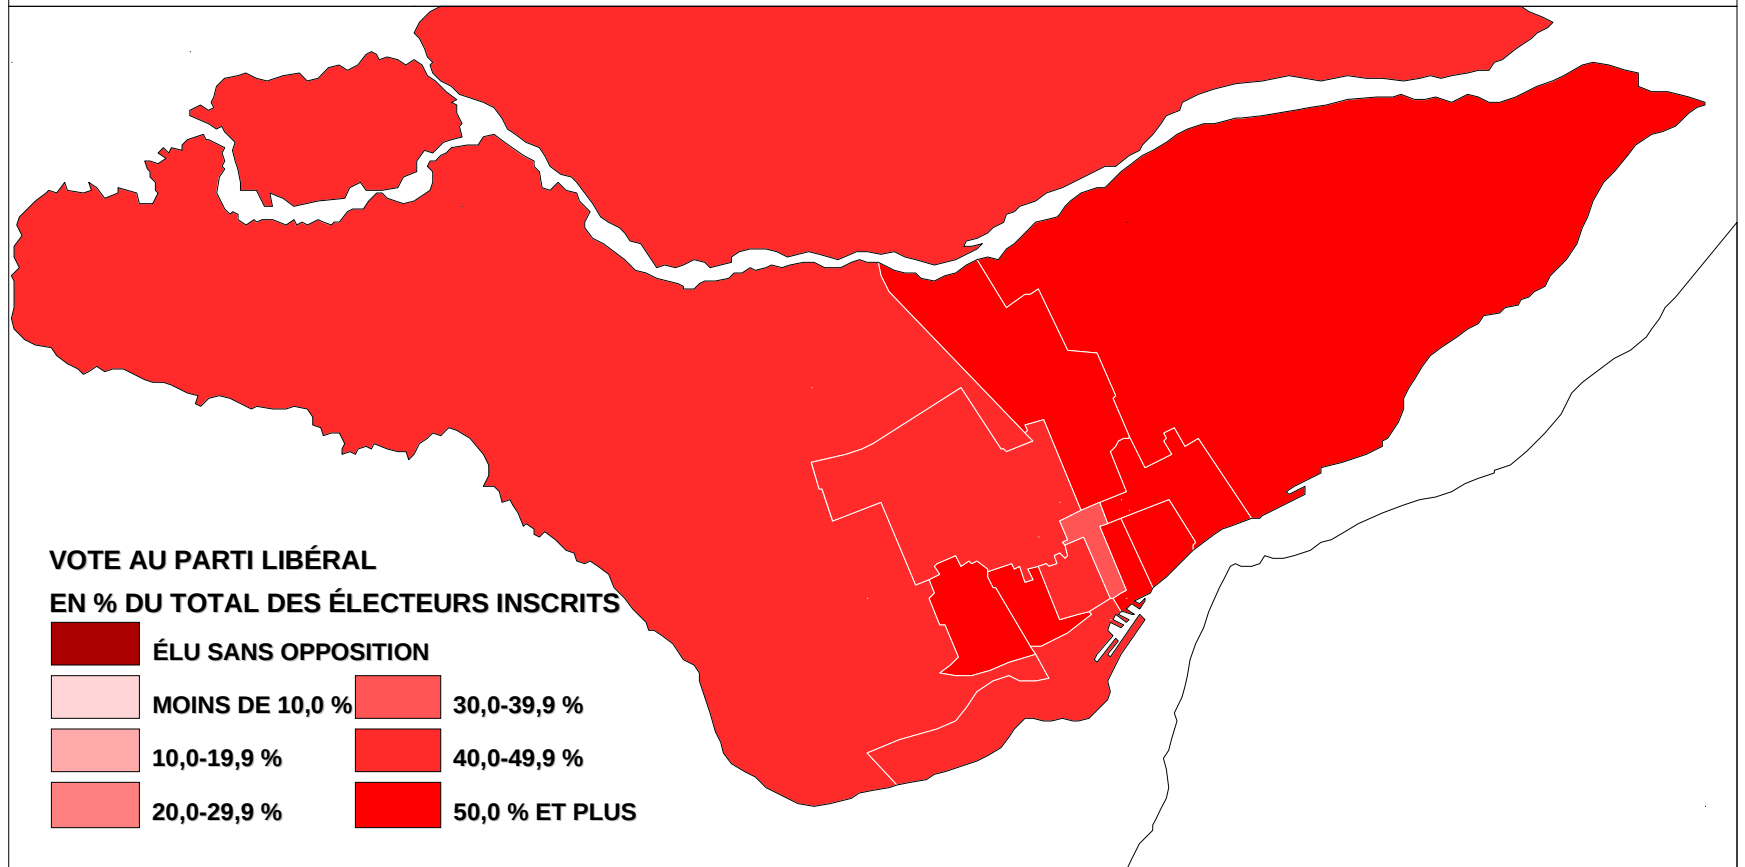 VOTE AU PARTI LIBÉRAL
EN % DU TOTAL DES ÉLECTEURS INSCRITS
ÉLU SANS OPPOSITION
MOINS DE 10,0 %
10,0-19,9 %
20,0-29,9 %
30,0-39,9 %
40,0-49,9 %
50,0 % ET PLUS